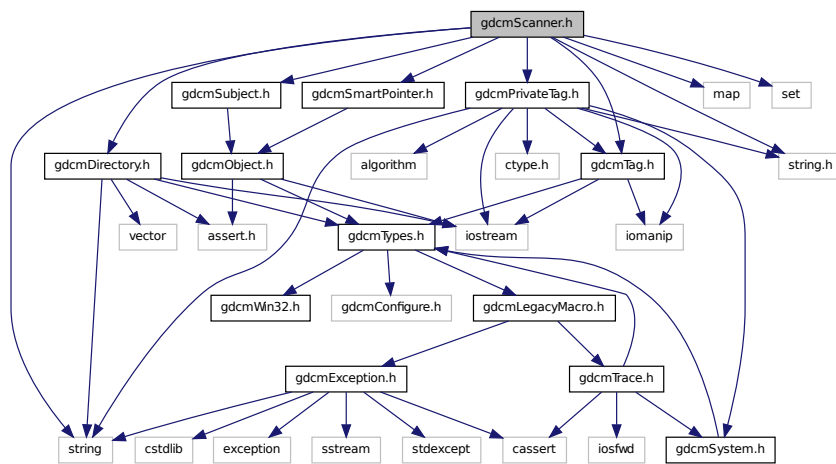 gdcmScanner.h
gdcmSubject.h
gdcmSmartPointer.h
gdcmPrivateTag.h
map
set
gdcmDirectory.h
gdcmObject.h
algorithm
ctype.h
gdcmTag.h
string.h
vector
assert.h
gdcmTypes.h
iostream
iomanip
gdcmWin32.h
gdcmConfigure.h
gdcmLegacyMacro.h
gdcmException.h
gdcmTrace.h
string
cstdlib
exception
sstream
stdexcept
cassert
iosfwd
gdcmSystem.h